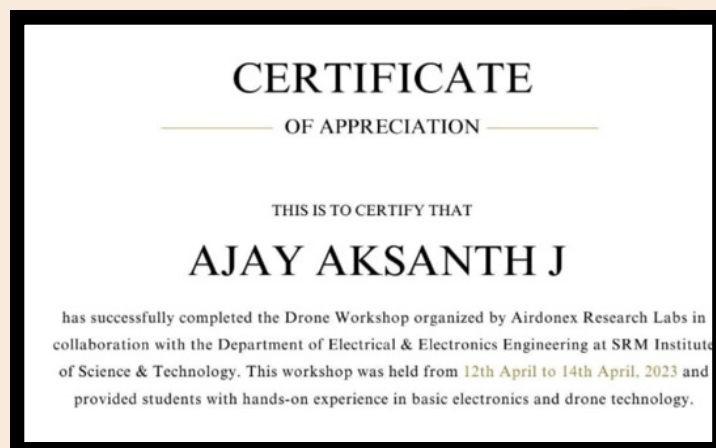 CERTIFICATE
OF APPRECIATION
THIS IS TO CERTIFY THAT
AJAY AKSANTH J
has successfully completed the Drone Workshop organized by Airdonex Research Labs in
collaboration with the Department of Electrical & Electronics Engineering at SRM Institute
of Science & Technology. This workshop was held from 12th April to 14th April, 2023 and
provided students with hands-on experience in basic electronics and drone technology.